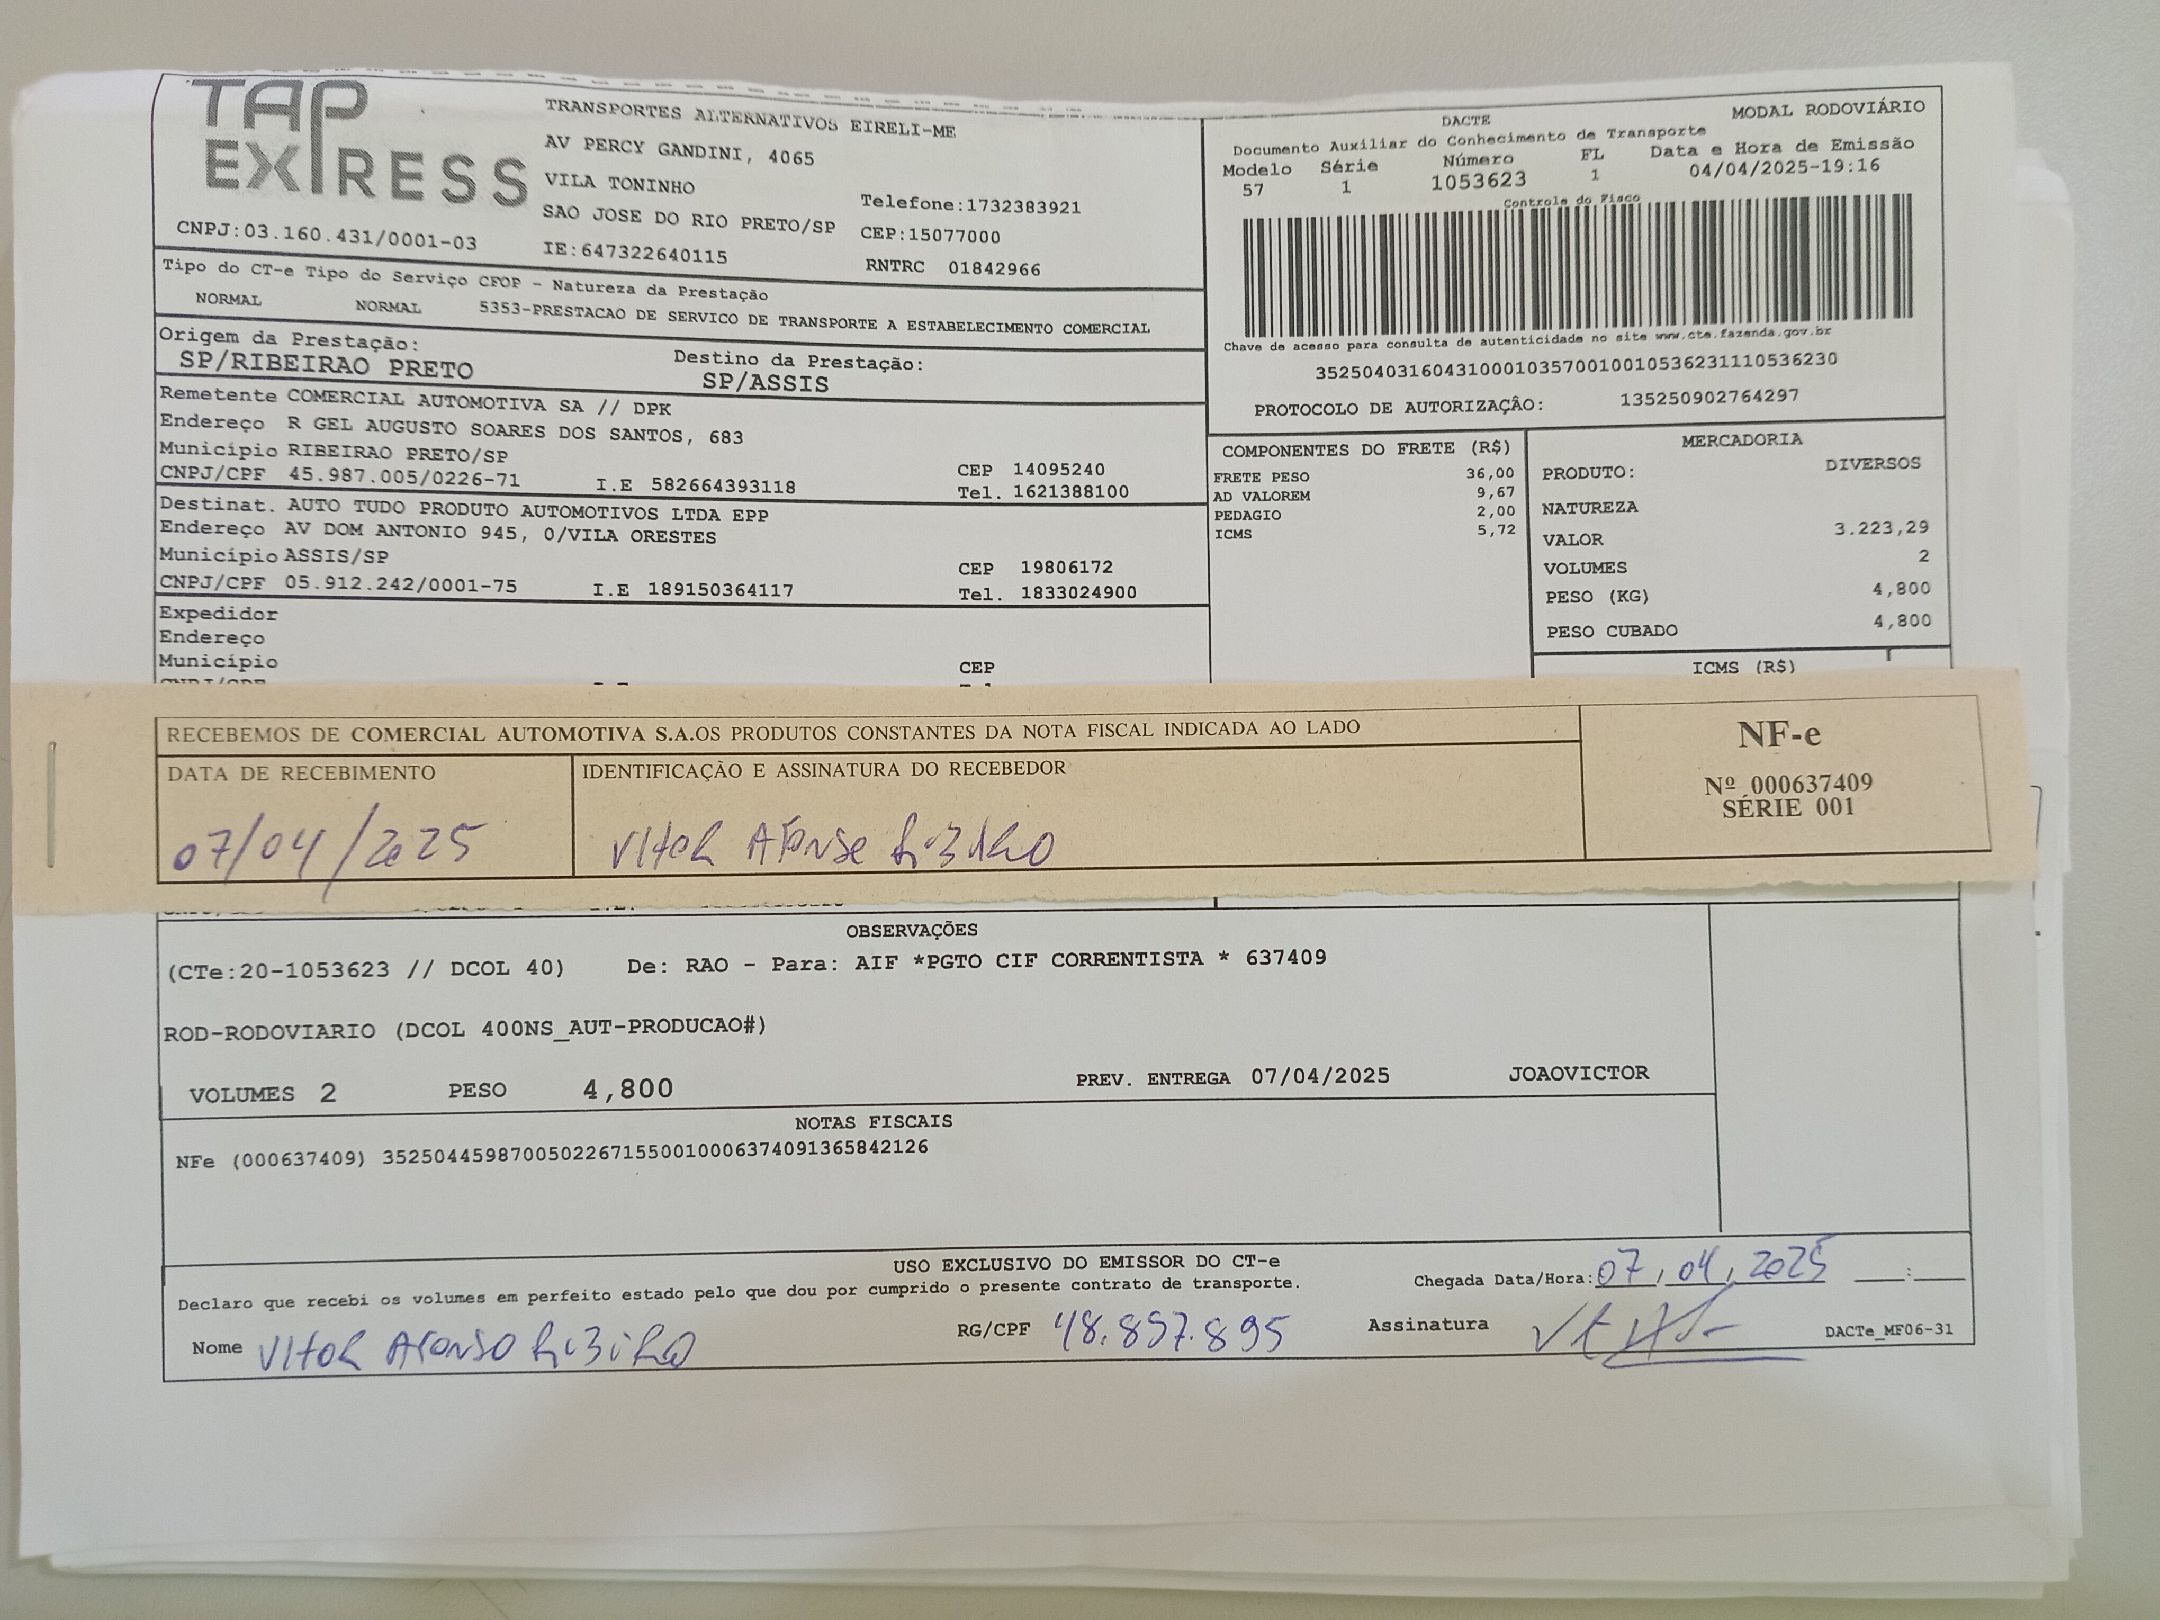 TAP
EXPRESS
TRANSPORTES ALTERNATIVOS EIRELI-ME
AV PERCY GANDINI, 4065
VILA TONINHO
SAO JOSE DO RIO PRETO/SP
Telefone:1732383921
CEP:15077000
CNPJ:03.160.431/0001-03
IE:647322640115
RNTRC 01842966
Tipo do CT-e Tipo do Serviço CFOP - Natureza da Prestação
NORMAL NORMAL 5353-PRESTACAO DE SERVICO DE TRANSPORTE A ESTABELECIMENTO COMERCIAL
Origem da Prestação:
SP/RIBEIRAO PRETO
Destino da Prestação:
SP/ASSIS
Remetente COMERCIAL AUTOMOTIVA SA // DPK
Endereço R GEL AUGUSTO SOARES DOS SANTOS, 683
Município RIBEIRAO PRETO/SP
CEP 14095240
CNPJ/CPF 45.987.005/0226-71 I.E 582664393118 Tel. 1621388100
Destinat. AUTO TUDO PRODUTO AUTOMOTIVOS LTDA EPP
Endereço AV DOM ANTONIO 945, 0/VILA ORESTES
Município ASSIS/SP
CEP 19806172
CNPJ/CPF 05.912.242/0001-75 I.E 189150364117 Tel. 1833024900
Expedidor
Endereço
Município
CEP
DACTE
MODAL RODOVIÁRIO
Documento Auxiliar do Conhecimento de Transporte
Modelo Série Número FL Data e Hora de Emissão
57 1 1053623 1 04/04/2025-19:16
Controle do Fisco
Chave de acesso para consulta de autenticidade no site www.cte.fazenda.gov.br
35250403160431000103570010010536231110536230
PROTOCOLO DE AUTORIZAÇÂO: 135250902764297
COMPONENTES DO FRETE (R$)
FRETE PESO 36,00
AD VALOREM 9,67
PEDAGIO 2,00
ICMS 5,72
MERCADORIA
PRODUTO: DIVERSOS
NATUREZA
VALOR 3.223,29
VOLUMES 2
PESO (KG) 4,800
PESO CUBADO 4,800
ICMS (R$)
RECEBEMOS DE COMERCIAL AUTOMOTIVA S.A.OS PRODUTOS CONSTANTES DA NOTA FISCAL INDICADA AO LADO
DATA DE RECEBIMENTO
IDENTIFICAÇÃO E ASSINATURA DO RECEBEDOR
07/04/2025
VItoR AFonso
NF-e
Nº 000637409
SÉRIE 001
OBSERVAÇÕES
(CTe:20-1053623 // DCOL 40) De: RAO - Para: AIF *PGTO CIF CORRENTISTA * 637409
ROD-RODOVIARIO (DCOL 400NS_AUT-PRODUCAO#)
VOLUMES 2 PESO 4,800 PREV. ENTREGA 07/04/2025 JOAOVICTOR
NOTAS FISCAIS
NFe (000637409) 35250445987005022671550010006374091365842126
USO EXCLUSIVO DO EMISSOR DO CT-e
Declaro que recebi os volumes em perfeito estado pelo que dou por cumprido o presente contrato de transporte.
Chegada Data/Hora: 07, 04, 2025 :
Nome VItoR AFonso
RG/CPF 48.857.895
Assinatura
DACTe_MF06-31